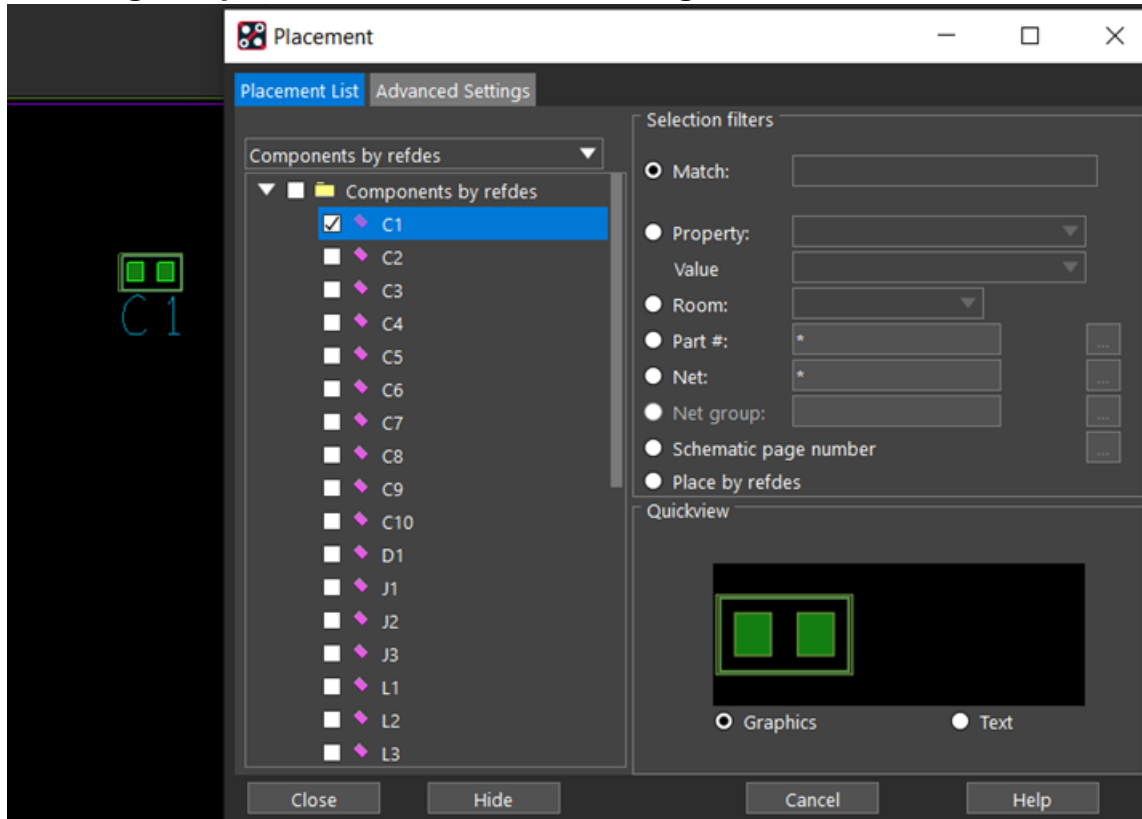 Placement
Placement List Advanced Settings
Components by refdes
Components by refdes
C1
C2
C3
C4
C5
C6
C7
C8
C9
C10
D1
J1
J2
J3
L1
L2
L3
Selection filters
Match:
Property:
Value
Room:
Part #: * ...
Net: * ...
Net group: ...
Schematic page number ...
Place by refdes
Quickview
Graphics Text
Close Hide Cancel Help
C1